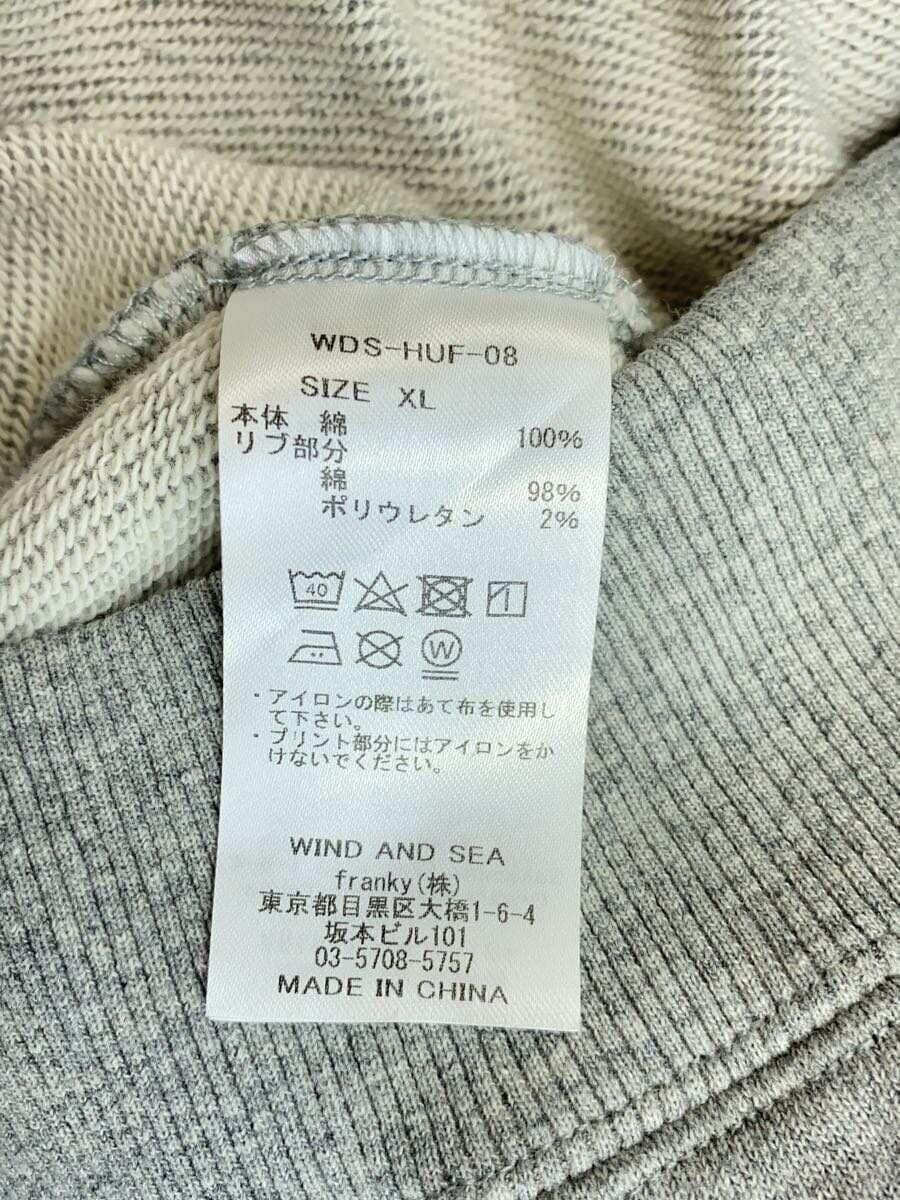 WDS-HUF-08
SIZE XL
本体 綿 100%
リブ部分
綿 98%
ポリウレタン 2%
40
W
・アイロンの際はあて布を使用し
て下さい。
・プリント部分にはアイロンをか
けないでください。
WIND AND SEA
franky(株)
東京都目黒区大橋1-6-4
坂本ビル101
03-5708-5757
MADE IN CHINA